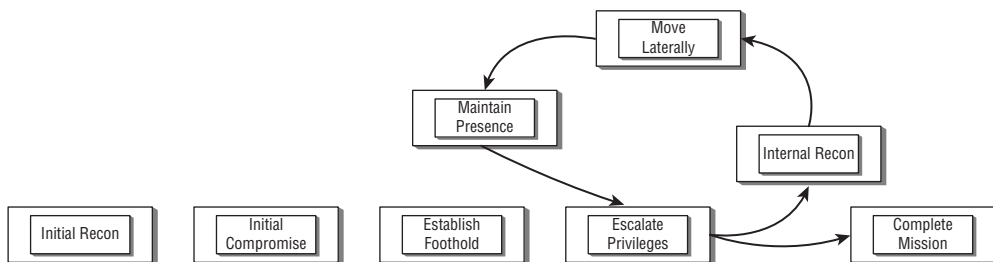 Move
Laterally
Maintain
Presence
Internal Recon
Initial Recon
Initial
Compromise
Establish
Foothold
Escalate
Privileges
Complete
Mission